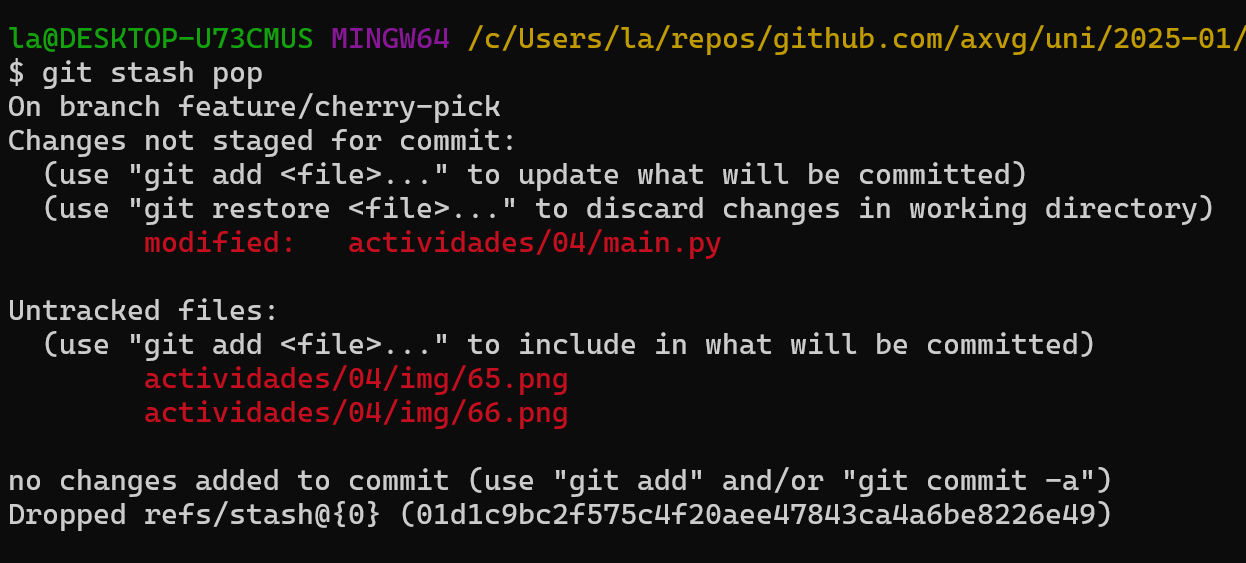 la@DESKTOP-U73CMUS MINGW64 /c/Users/la/repos/github.com/axvg/uni/2025-01/
$ git stash pop
On branch feature/cherry-pick
Changes not staged for commit:
  (use "git add <file>..." to update what will be committed)
  (use "git restore <file>..." to discard changes in working directory)
        modified:   actividades/04/main.py

Untracked files:
  (use "git add <file>..." to include in what will be committed)
        actividades/04/img/65.png
        actividades/04/img/66.png

no changes added to commit (use "git add" and/or "git commit -a")
Dropped refs/stash@{0} (01d1c9bc2f575c4f20aee47843ca4a6be8226e49)